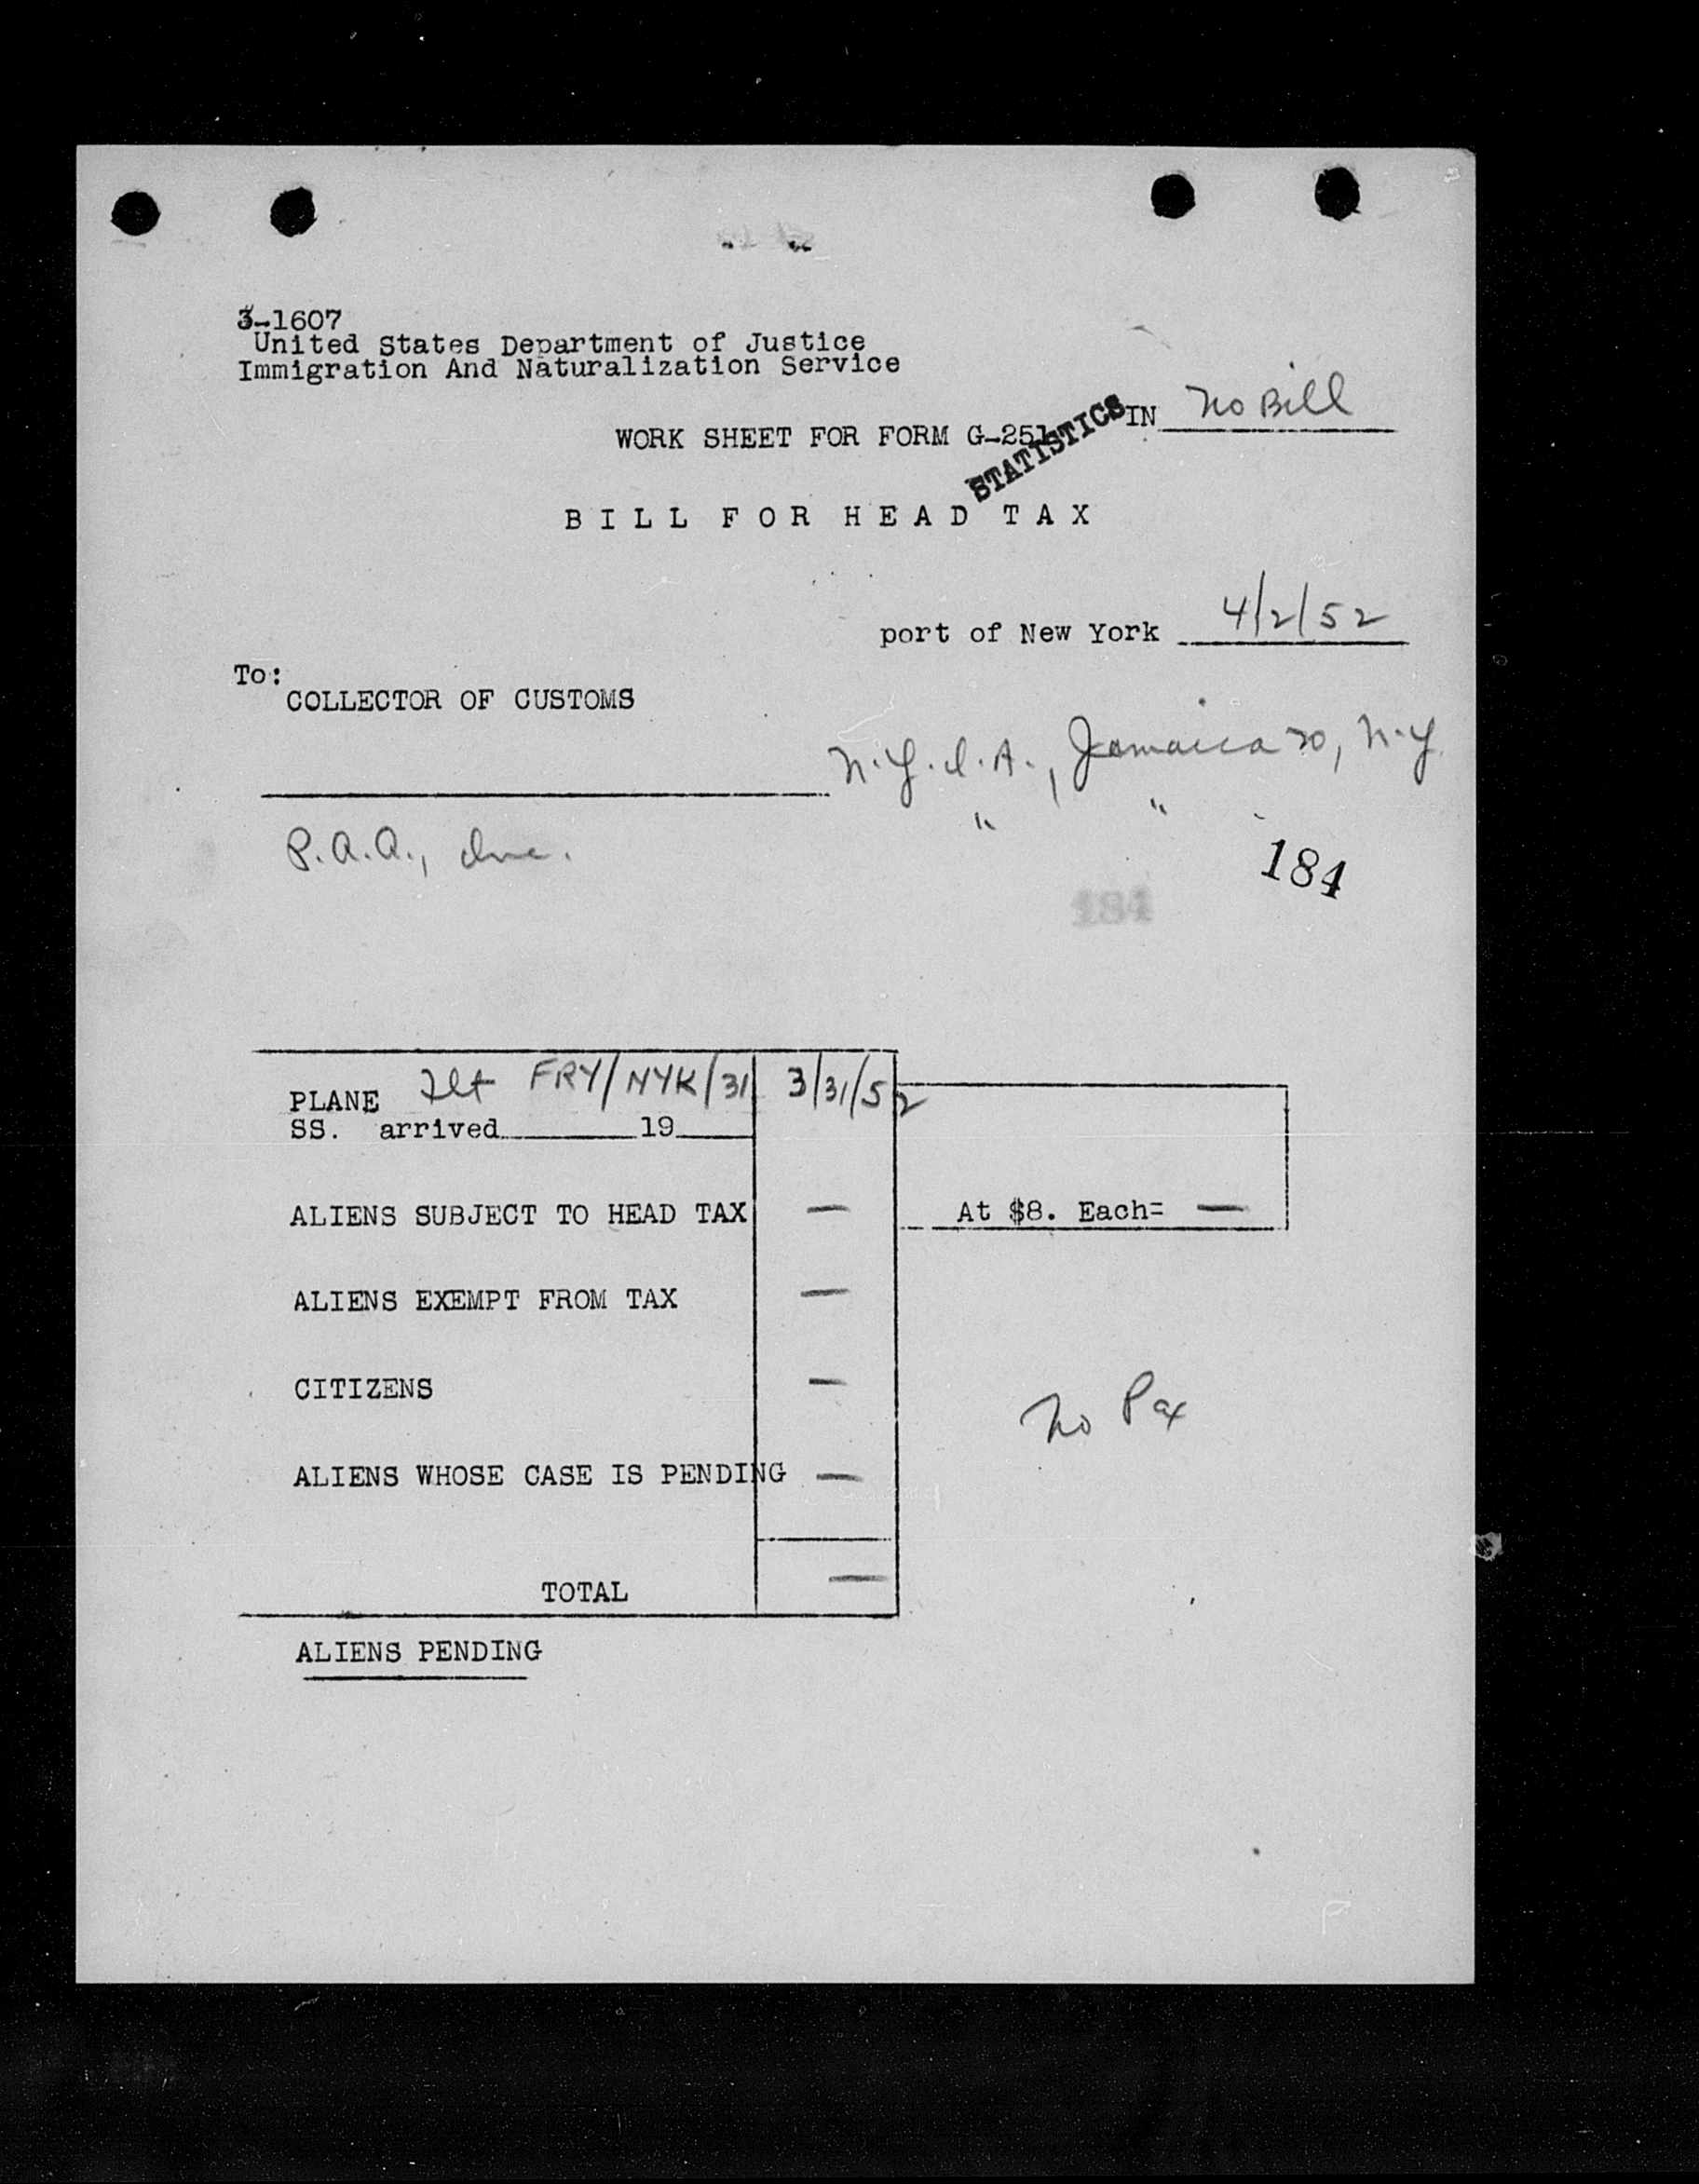 3-1607
United States Department of Justice
Immigration And Naturalization Service
IN No Bill
WORK SHEET FOR FORM G-251
STATISTICS
BILL FOR HEAD TAX
port of New York 4/2/52
To:
COLLECTOR OF CUSTOMS
N.Y.I.A., Jamaica 30, N.Y.
P.A.A., Inc. " "
184
184
PLANE Flt FRY/NYK/31 3/31/52
SS. arrived 19
ALIENS SUBJECT TO HEAD TAX — At $8. Each= —
ALIENS EXEMPT FROM TAX —
CITIZENS —
No Pax
ALIENS WHOSE CASE IS PENDING —
TOTAL —
ALIENS PENDING